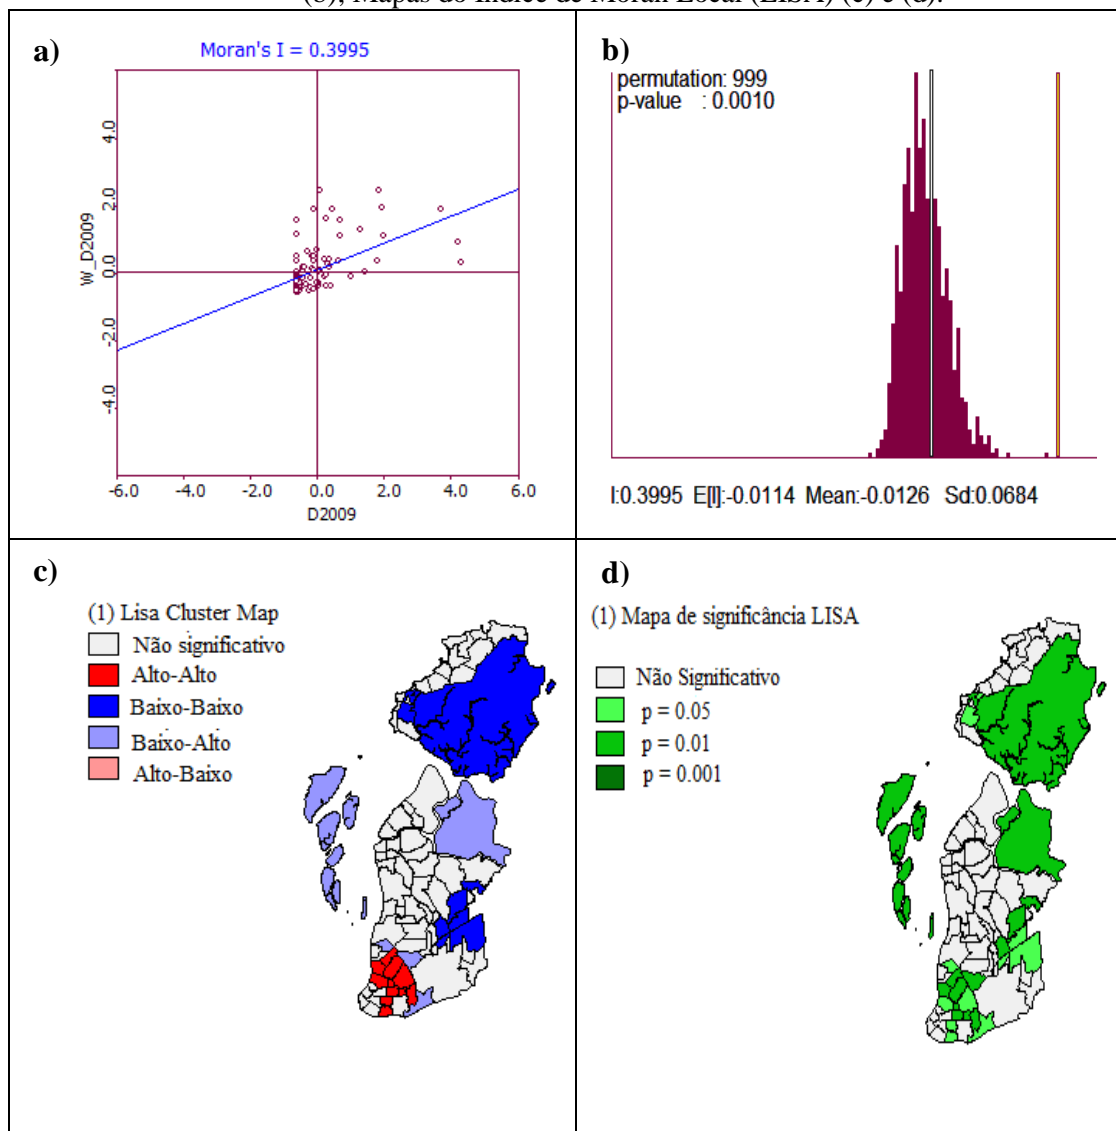 (b), Mapas do Índice de Moran Local (LISA) (c) e (d).
a)
Moran's I = 0.3995
4.0
2.0
0.0
-2.0
-4.0
W_D2009
-6.0 -4.0 -2.0 0.0 2.0 4.0 6.0
D2009
b)
permutation: 999
p-value : 0.0010
I:0.3995 E[I]:-0.0114 Mean:-0.0126 Sd:0.0684
c)
(1) Lisa Cluster Map
Não significativo
Alto-Alto
Baixo-Baixo
Baixo-Alto
Alto-Baixo
d)
(1) Mapa de significância LISA
Não Significativo
p = 0.05
p = 0.01
p = 0.001